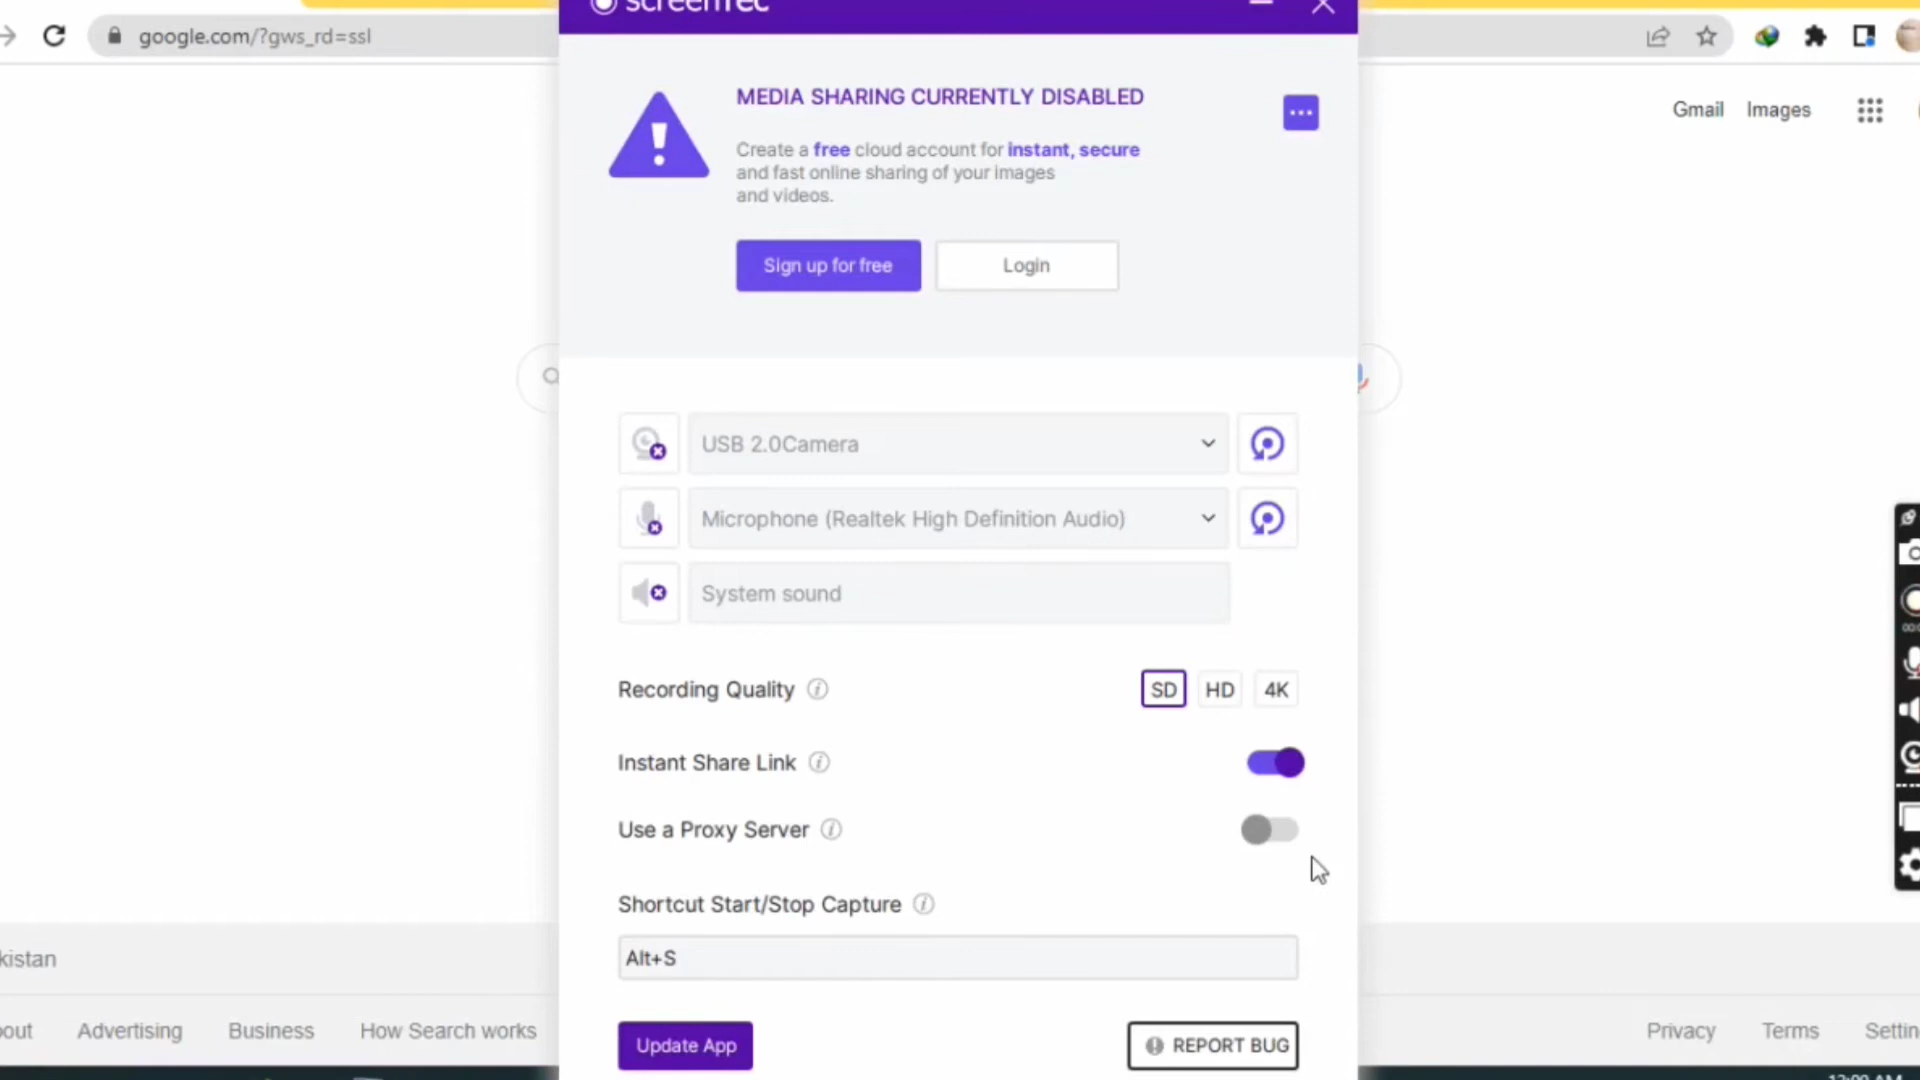 screenrec
google.com/?gws_rd=ssl
Gmail Images
MEDIA SHARING CURRENTLY DISABLED
Create a free cloud account for instant, secure
and fast online sharing of your images
and videos.
Sign up for free Login
USB 2.0Camera
Microphone (Realtek High Definition Audio)
System sound
Recording Quality SD HD 4K
Instant Share Link
Use a Proxy Server
Shortcut Start/Stop Capture
Alt+S
kistan
out Advertising Business How Search works Privacy Terms Settin
Update App REPORT BUG